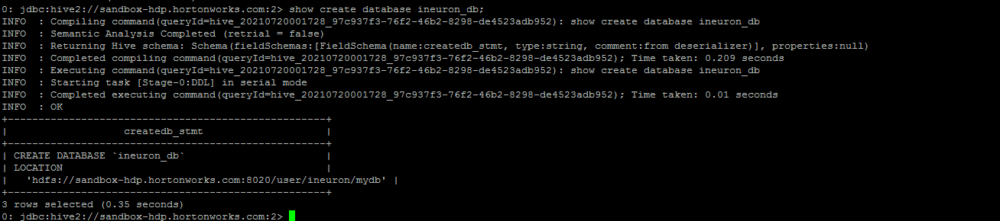 0: jdbc:hive2://sandbox-hdp.hortonworks.com:2> show create database ineuron_db;
INFO  : Compiling command(queryId=hive_20210720001728_97c937f3-76f2-46b2-8298-de4523adb952): show create database ineuron_db
INFO  : Semantic Analysis Completed (retrial = false)
INFO  : Returning Hive schema: Schema(fieldSchemas:[FieldSchema(name:createdb_stmt, type:string, comment:from deserializer)], properties:null)
INFO  : Completed compiling command(queryId=hive_20210720001728_97c937f3-76f2-46b2-8298-de4523adb952); Time taken: 0.209 seconds
INFO  : Executing command(queryId=hive_20210720001728_97c937f3-76f2-46b2-8298-de4523adb952): show create database ineuron_db
INFO  : Starting task [Stage-0:DDL] in serial mode
INFO  : Completed executing command(queryId=hive_20210720001728_97c937f3-76f2-46b2-8298-de4523adb952); Time taken: 0.01 seconds
INFO  : OK
+----------------------------------------------------+
|                   createdb_stmt                    |
+----------------------------------------------------+
| CREATE DATABASE `ineuron_db`                       |
| LOCATION                                           |
|   'hdfs://sandbox-hdp.hortonworks.com:8020/user/ineuron/mydb' |
+----------------------------------------------------+
3 rows selected (0.35 seconds)
0: jdbc:hive2://sandbox-hdp.hortonworks.com:2>